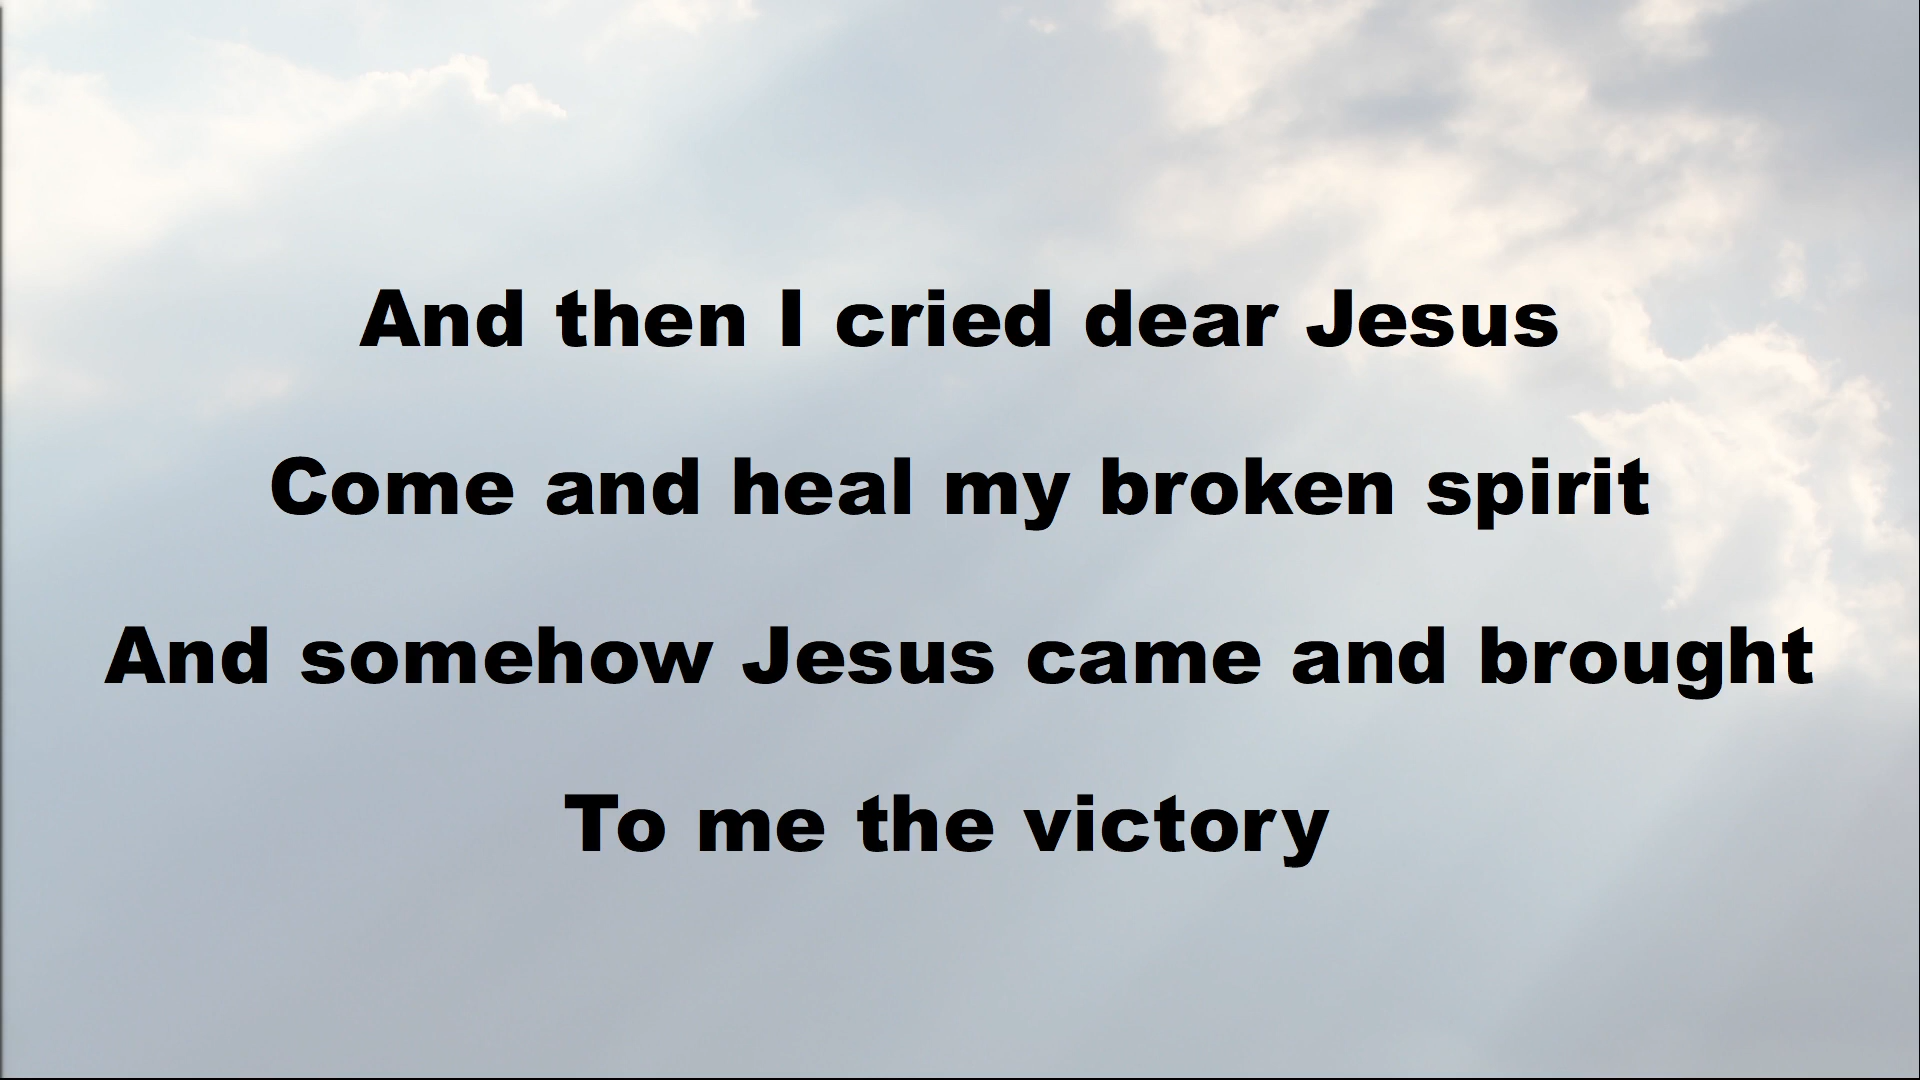 And then I cried dear Jesus
Come and heal my broken spirit
And somehow Jesus came and brought
To me the victory